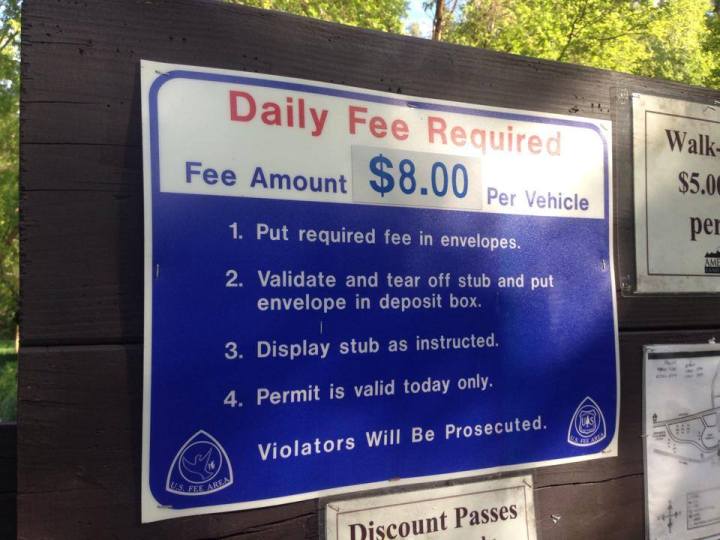 Daily Fee Required
Fee Amount $8.00 Per Vehicle
1. Put required fee in envelopes.
2. Validate and tear off stub and put
envelope in deposit box.
3. Display stub as instructed.
4. Permit is valid today only.
Violators Will Be Prosecuted.
U.S. FEE AREA
UAS
U.S. FEE AREA
Walk-
$5.00
per
AME
Discount Passes